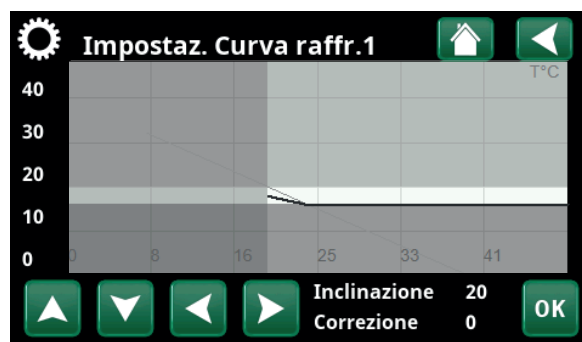 Impostaz. Curva raffr.1
T°C
40
30
20
10
0
0 8 16 25 33 41
Inclinazione 20
Correzione 0
OK